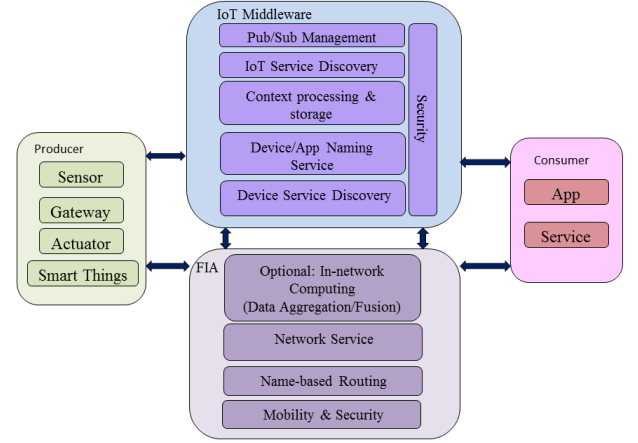 IoT Middleware
Pub/Sub Management
IoT Service Discovery
Context processing &
storage
Device/App Naming
Service
Device Service Discovery
Security
Producer
Sensor
Gateway
Actuator
Smart Things
Consumer
App
Service
FIA
Optional: In-network
Computing
(Data Aggregation/Fusion)
Network Service
Name-based Routing
Mobility & Security